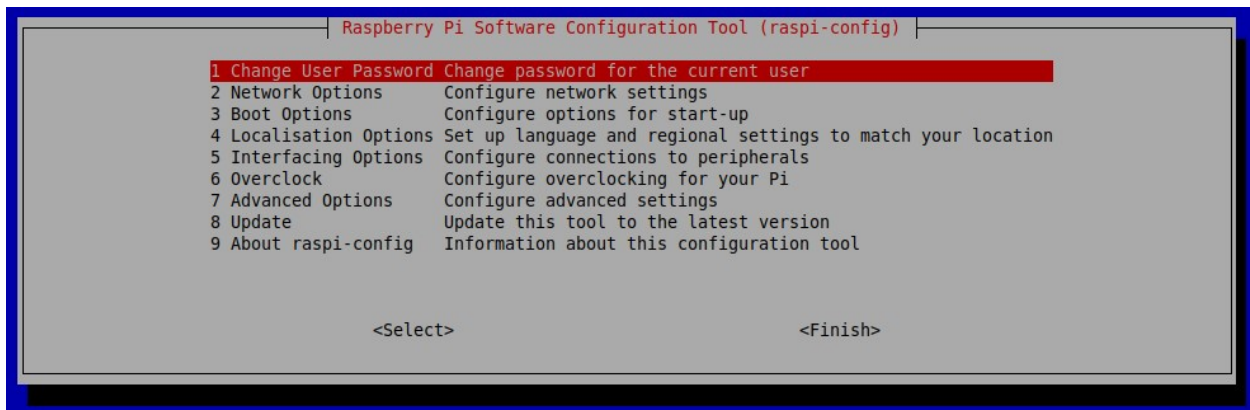 Raspberry Pi Software Configuration Tool (raspi-config)
1 Change User Password Change password for the current user
2 Network Options Configure network settings
3 Boot Options Configure options for start-up
4 Localisation Options Set up language and regional settings to match your location
5 Interfacing Options Configure connections to peripherals
6 Overclock Configure overclocking for your Pi
7 Advanced Options Configure advanced settings
8 Update Update this tool to the latest version
9 About raspi-config Information about this configuration tool
<Select> <Finish>